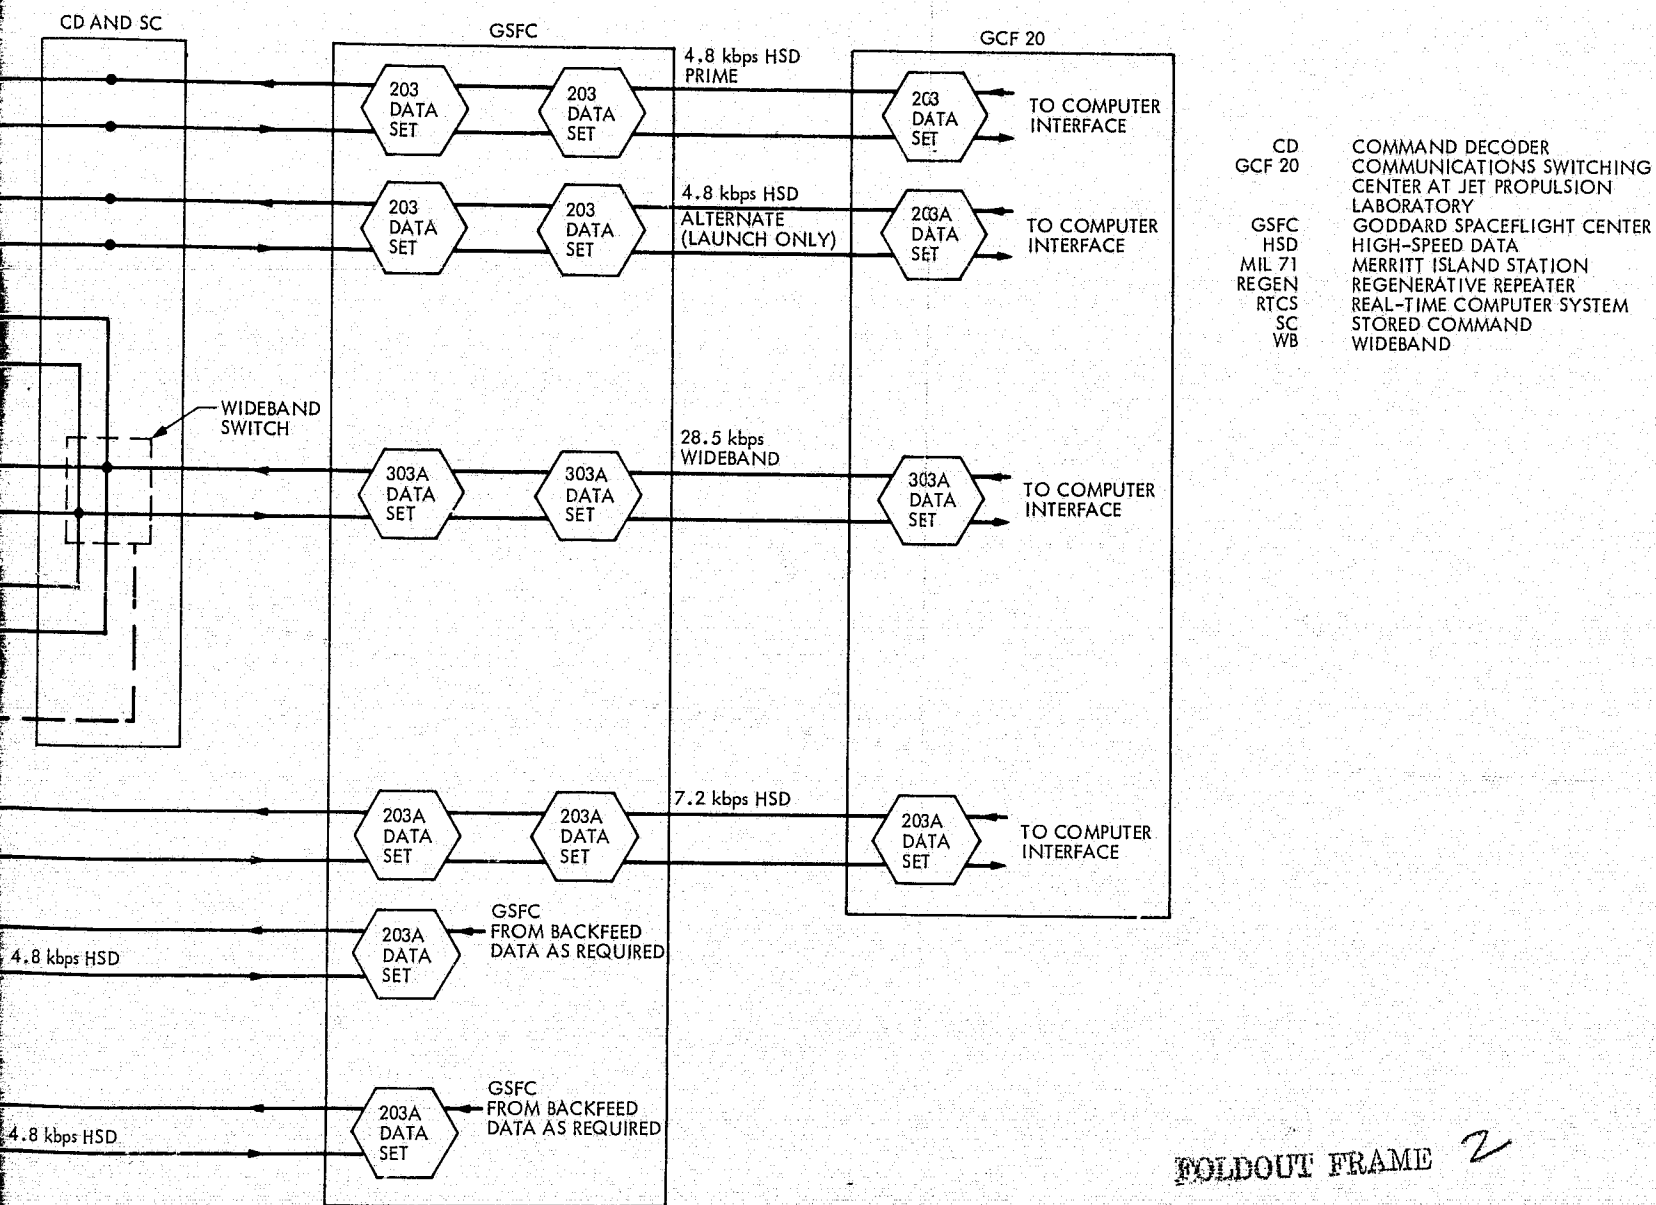 CD AND SC
GSFC
GCF 20
4.8 kbps HSD
PRIME
203
DATA
SET
203
DATA
SET
203
DATA
SET
TO COMPUTER
INTERFACE
4.8 kbps HSD
ALTERNATE
(LAUNCH ONLY)
203
DATA
SET
203
DATA
SET
203A
DATA
SET
TO COMPUTER
INTERFACE
CD COMMAND DECODER
GCF 20 COMMUNICATIONS SWITCHING
CENTER AT JET PROPULSION
LABORATORY
GSFC GODDARD SPACEFLIGHT CENTER
HSD HIGH-SPEED DATA
MIL 71 MERRITT ISLAND STATION
REGEN REGENERATIVE REPEATER
RTCS REAL-TIME COMPUTER SYSTEM
SC STORED COMMAND
WB WIDEBAND
WIDEBAND
SWITCH
28.5 kbps
WIDEBAND
303A
DATA
SET
303A
DATA
SET
303A
DATA
SET
TO COMPUTER
INTERFACE
7.2 kbps HSD
203A
DATA
SET
203A
DATA
SET
203A
DATA
SET
TO COMPUTER
INTERFACE
4.8 kbps HSD
203A
DATA
SET
GSFC
FROM BACKFEED
DATA AS REQUIRED
4.8 kbps HSD
203A
DATA
SET
GSFC
FROM BACKFEED
DATA AS REQUIRED
FOLDOUT FRAME 2